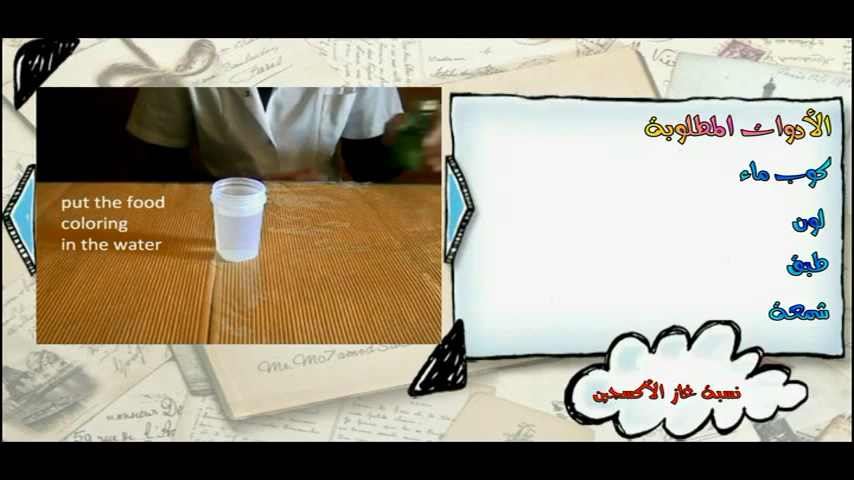 put the food
coloring
in the water
الأدوات المطلوبة
كوب ماء
لون
طبق
شمعة
نسبة غاز الأكسجين